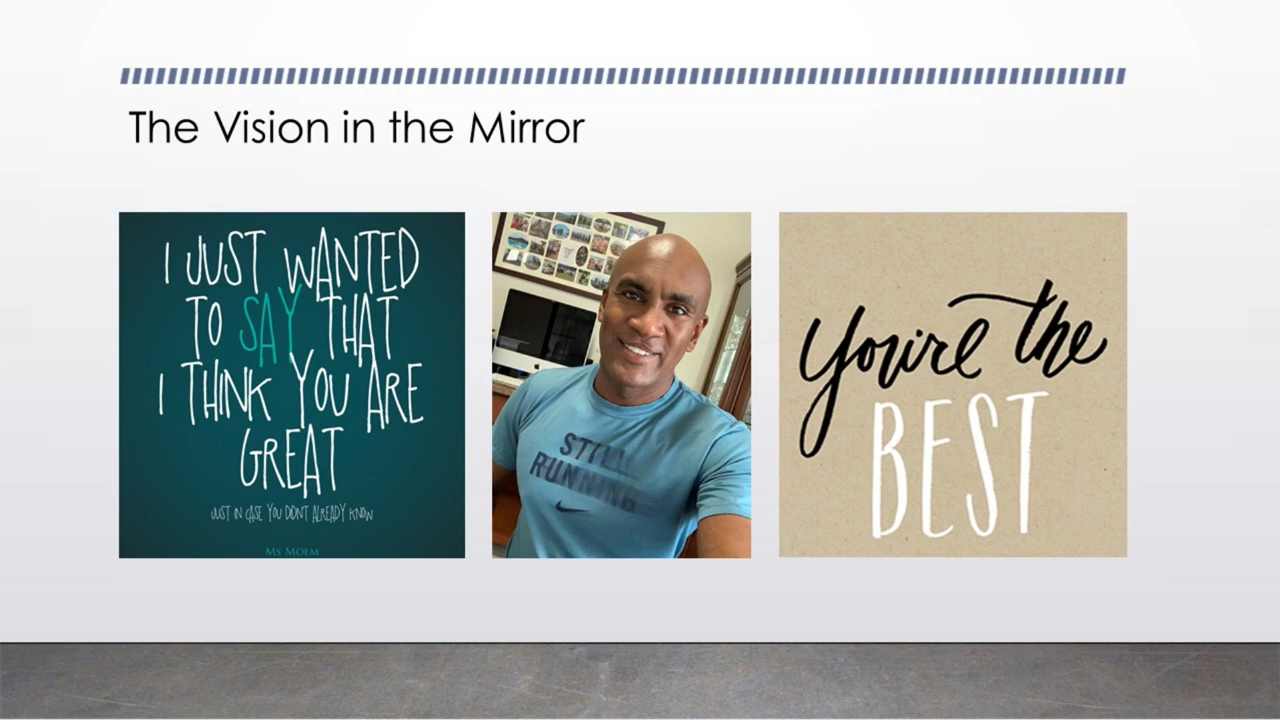 The Vision in the Mirror
I JUST WANTED
TO SAY THAT
I THINK YOU ARE
GREAT
JUST IN CASE YOU DIDN'T ALREADY KNOW
MS MOEM
STILL
RUNNING
You're the
BEST